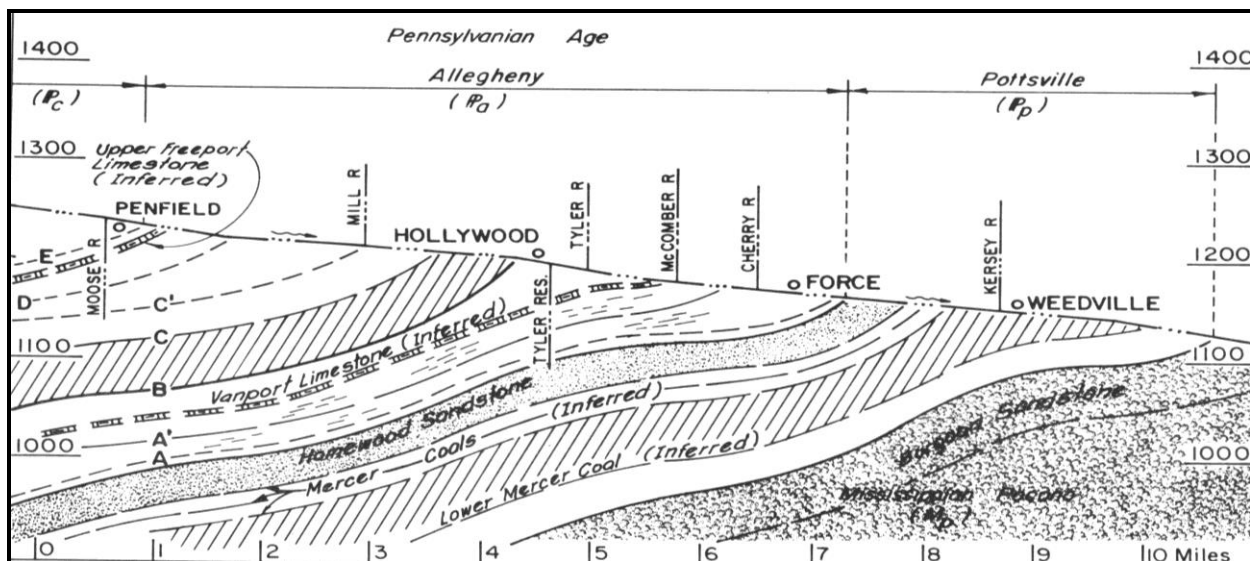 Pennsylvanian Age
1400
1400
Allegheny
Pottsville
(ℙc)
(ℙa)
(ℙp)
1300
1300
Upper Freeport
Limestone
(Inferred)
PENFIELD
MOOSE R
MILL R
HOLLYWOOD
TYLER R
TYLER RES.
McCOMBER R
CHERRY R
FORCE
KERSEY R
WEEDVILLE
1200
E
D
C'
C
1100
1100
B
Vanport Limestone (Inferred)
A'
A
1000
1000
Homewood Sandstone
Mercer Coals (Inferred)
Lower Mercer Coal (Inferred)
Burgoon Sandstone
Mississippian Pocono
(Mp)
0 1 2 3 4 5 6 7 8 9 10 Miles